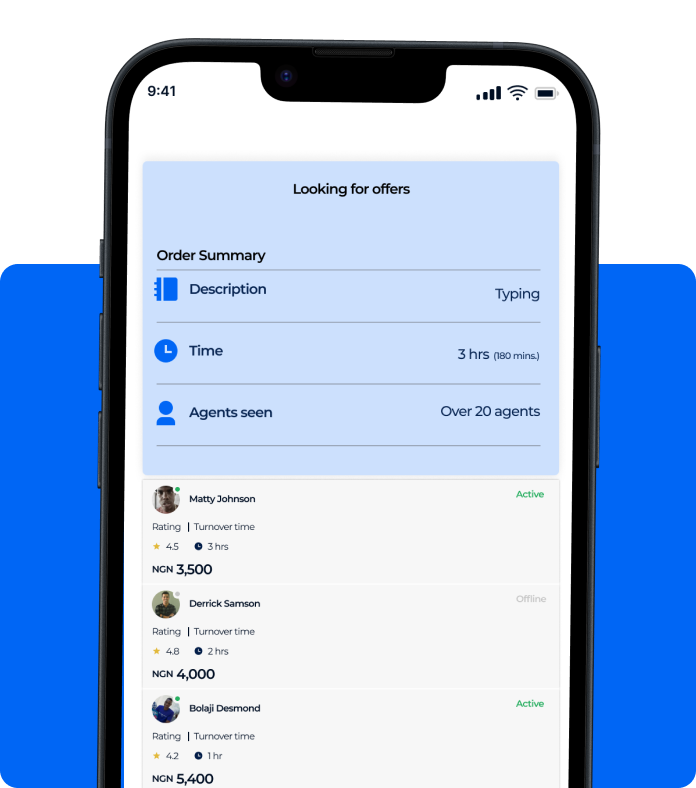 9:41
Looking for offers
Order Summary
Description Typing
Time 3 hrs (180 mins.)
Agents seen Over 20 agents
Matty Johnson Active
Rating | Turnover time
4.5 3 hrs
NGN 3,500
Derrick Samson Offline
Rating | Turnover time
4.8 2 hrs
NGN 4,000
Bolaji Desmond Active
Rating | Turnover time
4.2 1 hr
NGN 5,400